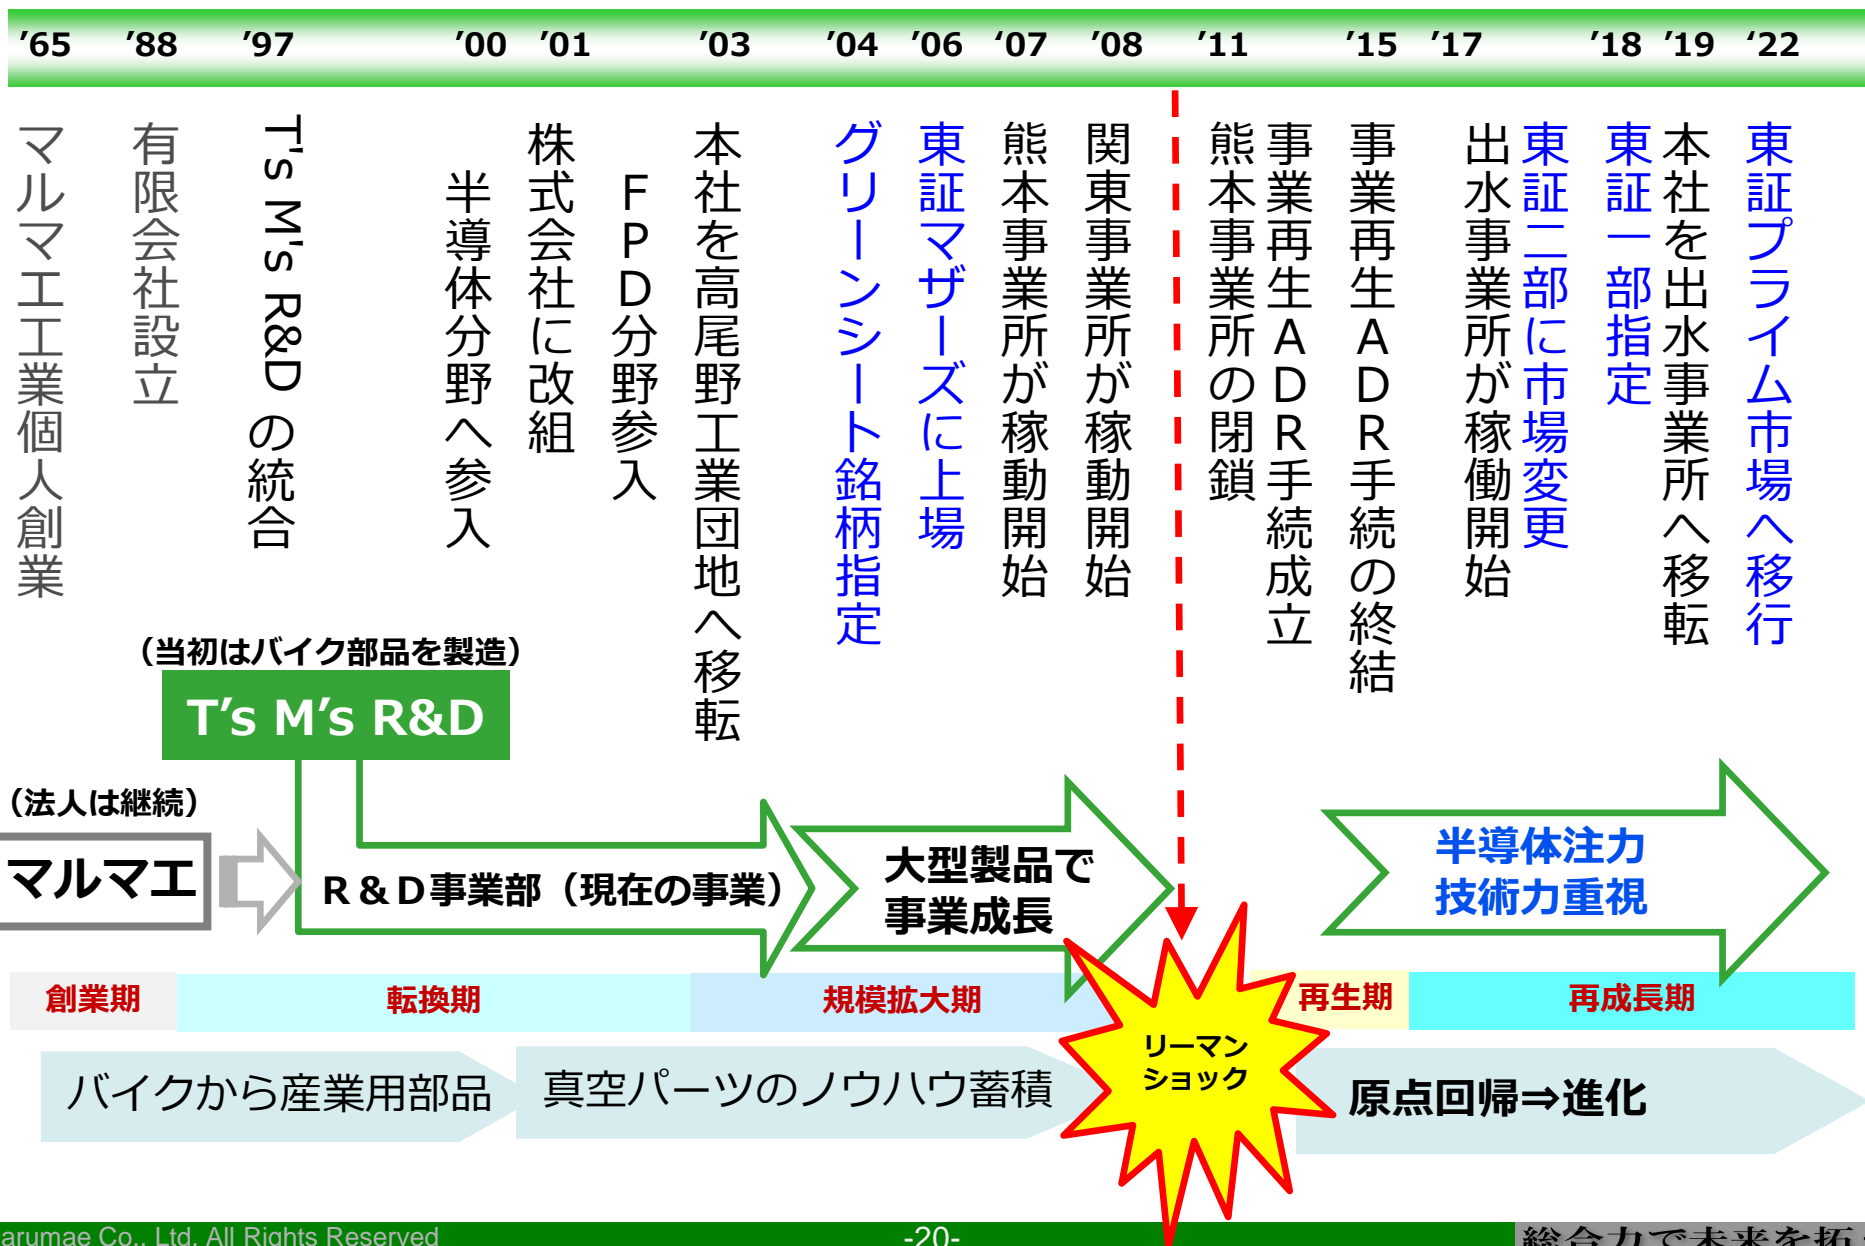 ’65 ’88 ’97 ’00 ’01 ’03 ’04 ’06 ‘07 ’08 ’11 ’15 ’17 ’18 ’19 ‘22
マルマエ工業個人創業
有限会社設立
T's M's R&D の統合
半導体分野へ参入
株式会社に改組
ＦＰＤ分野参入
本社を高尾野工業団地へ移転
グリーンシート銘柄指定
東証マザーズに上場
熊本事業所が稼動開始
関東事業所が稼動開始
熊本事業所の閉鎖
事業再生ＡＤＲ手続成立
事業再生ＡＤＲ手続の終結
出水事業所が稼働開始
東証二部に市場変更
東証一部指定
本社を出水事業所へ移転
東証プライム市場へ移行
（当初はバイク部品を製造）
T’s M’s R&D
（法人は継続）
マルマエ
Ｒ＆Ｄ事業部（現在の事業）
大型製品で
事業成長
半導体注力
技術力重視
創業期
転換期
規模拡大期
再生期
再成長期
リーマン
ショック
バイクから産業用部品
真空パーツのノウハウ蓄積
原点回帰⇒進化
arumae Co., Ltd. All Rights Reserved
-20-
総合力で未来を拓